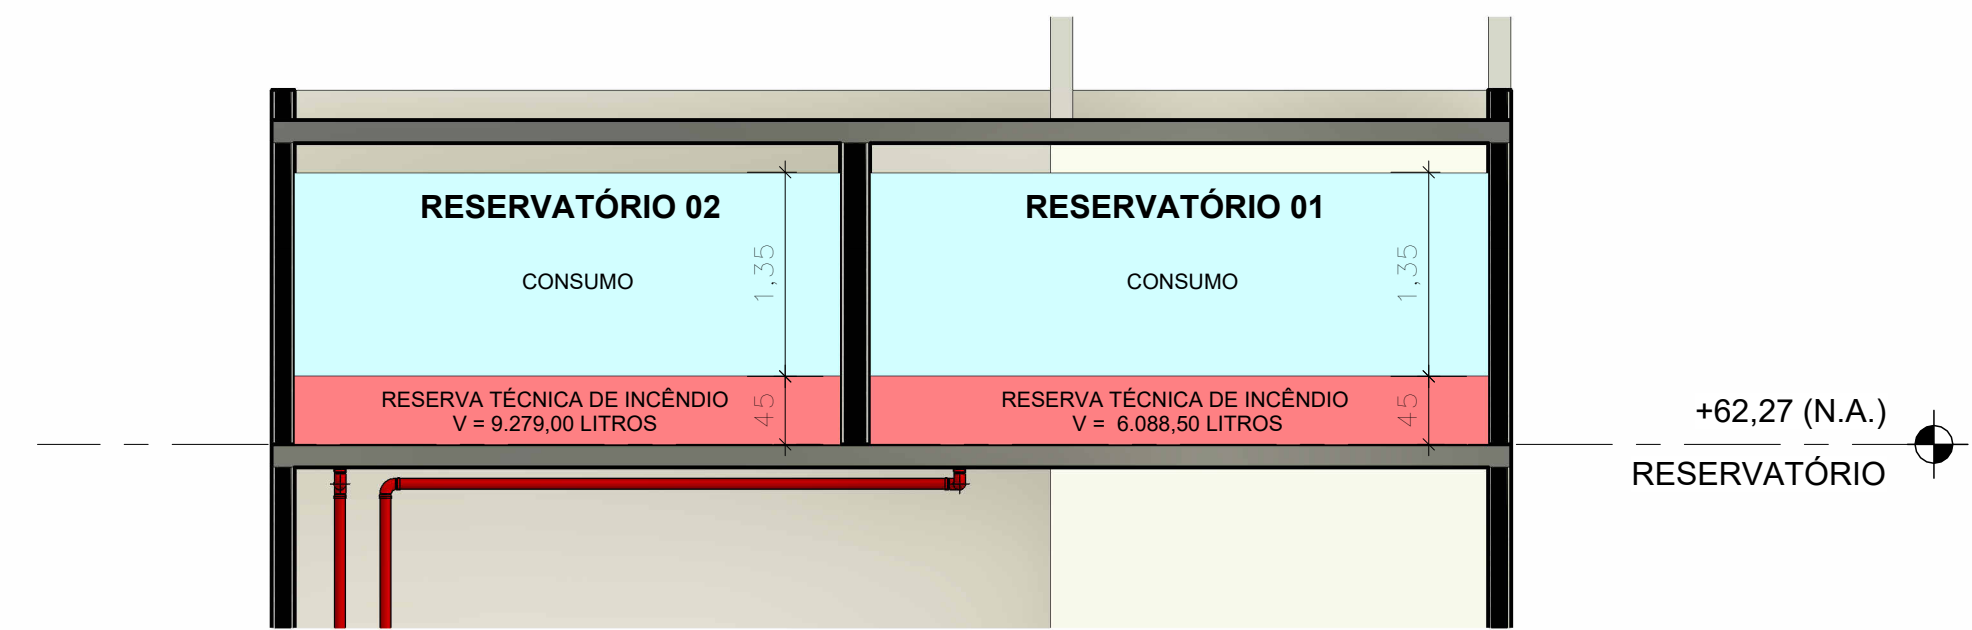 RESERVATÓRIO 02
CONSUMO
1,35
RESERVA TÉCNICA DE INCÊNDIO
V = 9.279,00 LITROS
45
RESERVATÓRIO 01
CONSUMO
1,35
RESERVA TÉCNICA DE INCÊNDIO
V = 6.088,50 LITROS
45
+62,27 (N.A.)
RESERVATÓRIO